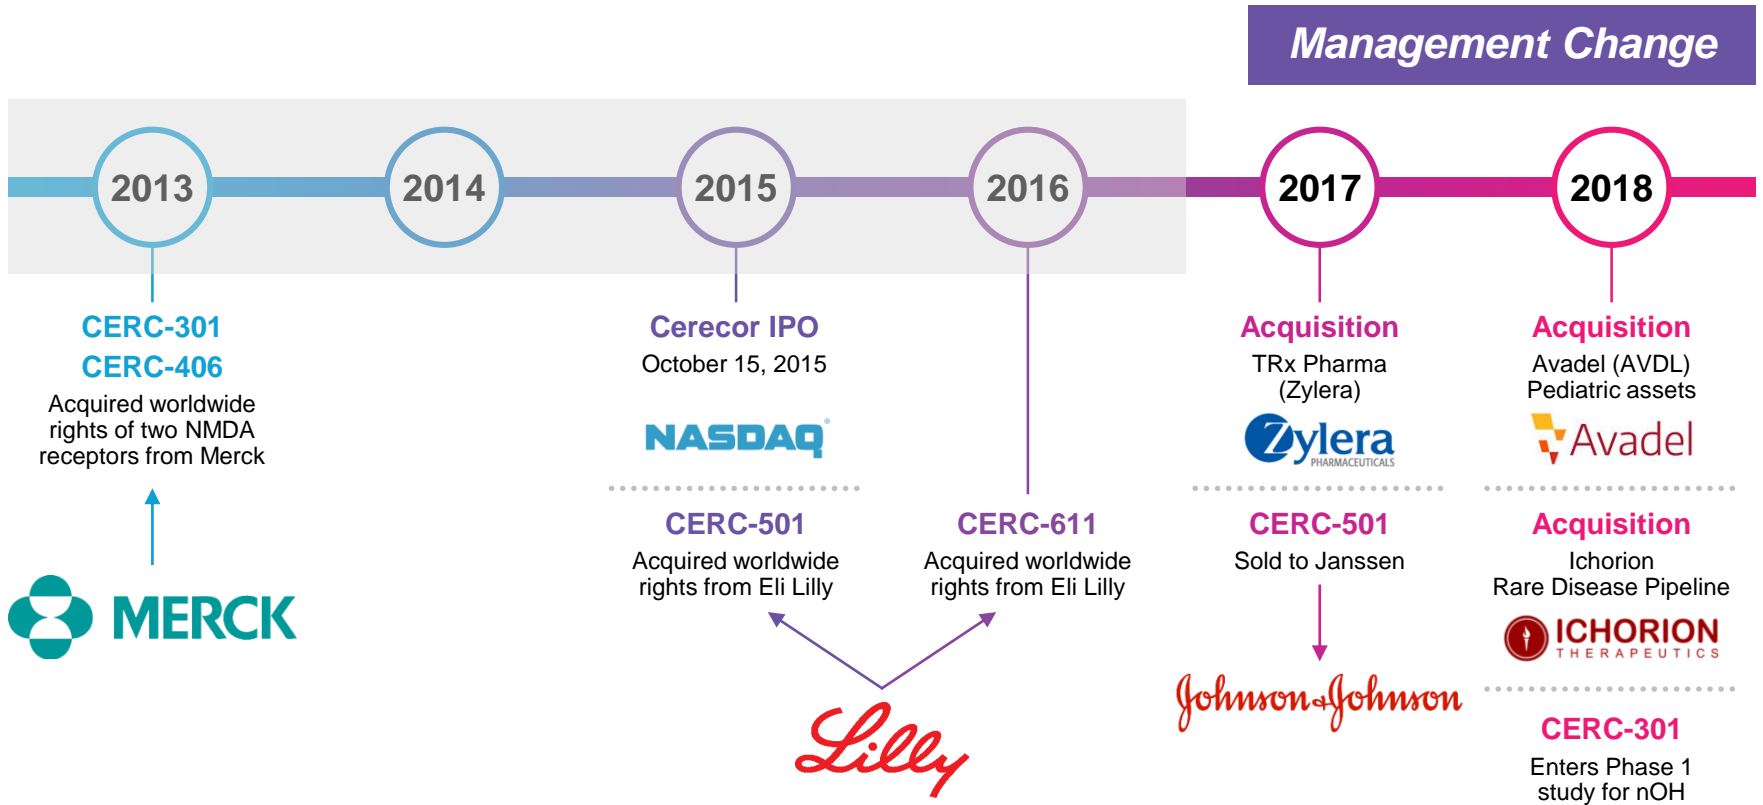 Management Change
2013
2014
2015
2016
2017
2018
CERC-301
CERC-406
Acquired worldwide
rights of two NMDA
receptors from Merck
MERCK
Cerecor IPO
October 15, 2015
NASDAQ®
CERC-501
Acquired worldwide
rights from Eli Lilly
CERC-611
Acquired worldwide
rights from Eli Lilly
Lilly
Acquisition
TRx Pharma
(Zylera)
Zylera
PHARMACEUTICALS
CERC-501
Sold to Janssen
Johnson&Johnson
Acquisition
Avadel (AVDL)
Pediatric assets
Avadel
Acquisition
Ichorion
Rare Disease Pipeline
ICHORION
THERAPEUTICS
CERC-301
Enters Phase 1
study for nOH